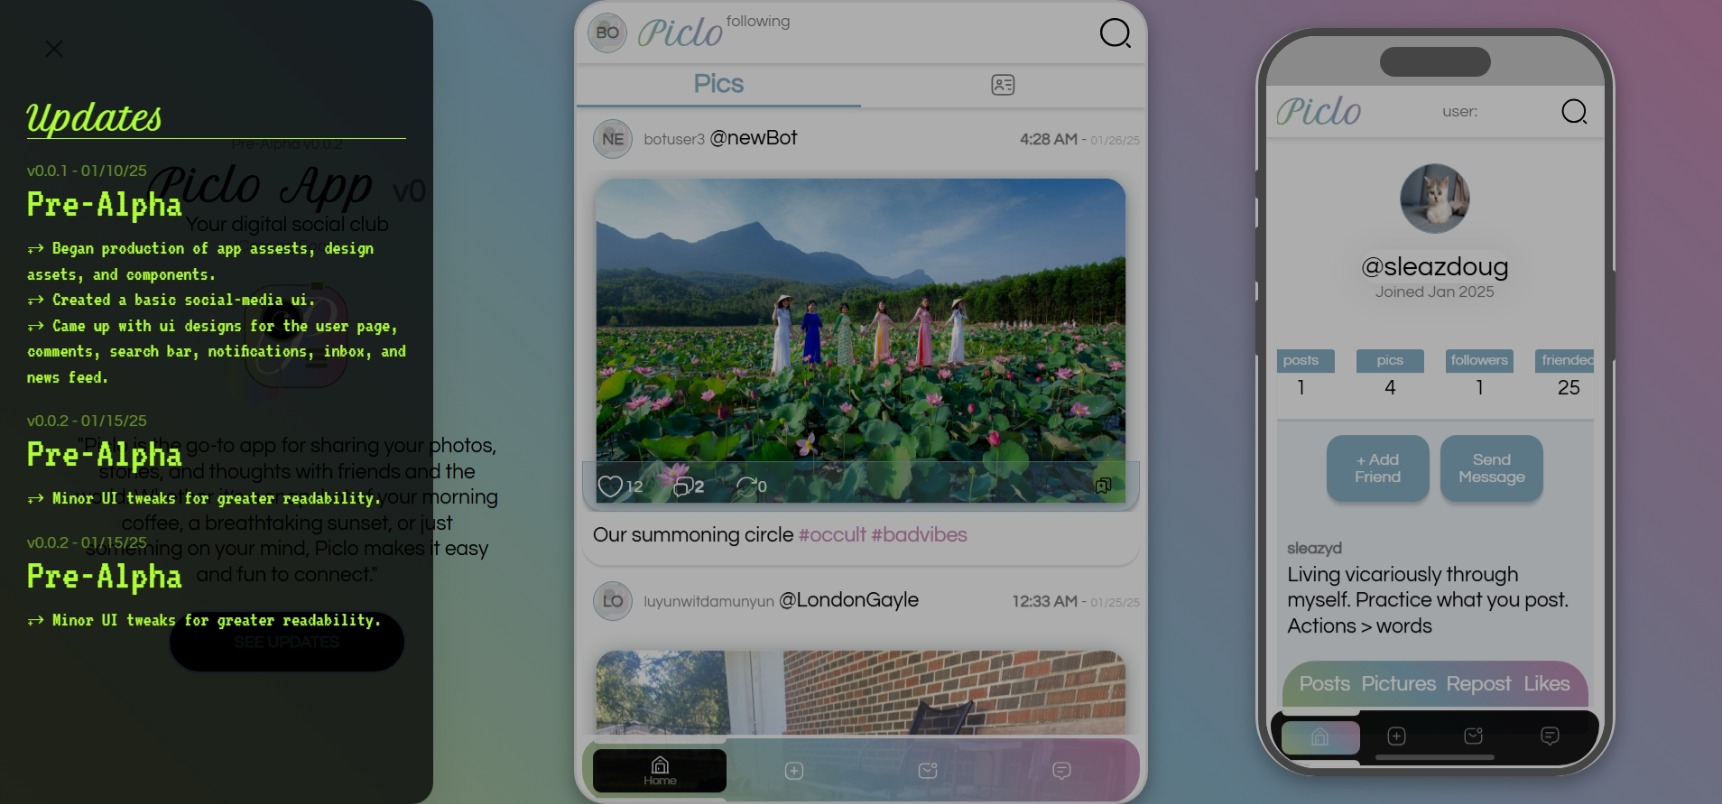 Updates
v0.0.1 - 01/10/25
Pre-Alpha
Began production of app assests, design
assets, and components.
Created a basic social-media ui.
Came up with ui designs for the user page,
comments, search bar, notifications, inbox, and
news feed.
v0.0.2 - 01/15/25
Pre-Alpha
Minor UI tweaks for greater readability.
v0.0.2 - 01/15/25
Pre-Alpha
Minor UI tweaks for greater readability.
Pre-Alpha v0.0.2
Piclo App v0
Your digital social club
the go-to app for sharing your photos,
and thoughts with friends and the
your morning
coffee, a breathtaking sunset, or just
something on your mind, Piclo makes it easy
and fun to connect."
SEE UPDATES
BO Piclo following
Pics
NE botuser3 @newBot 4:28 AM - 01/26/25
12 2 0
Our summoning circle #occult #badvibes
LO luyunwitdamunyun @LondonGayle 12:33 AM - 01/25/25
Home
Piclo user:
@sleazdoug
Joined Jan 2025
posts pics followers friended
1 4 1 25
+ Add
Friend
Send
Message
sleazyd
Living vicariously through
myself. Practice what you post.
Actions > words
Posts Pictures Repost Likes